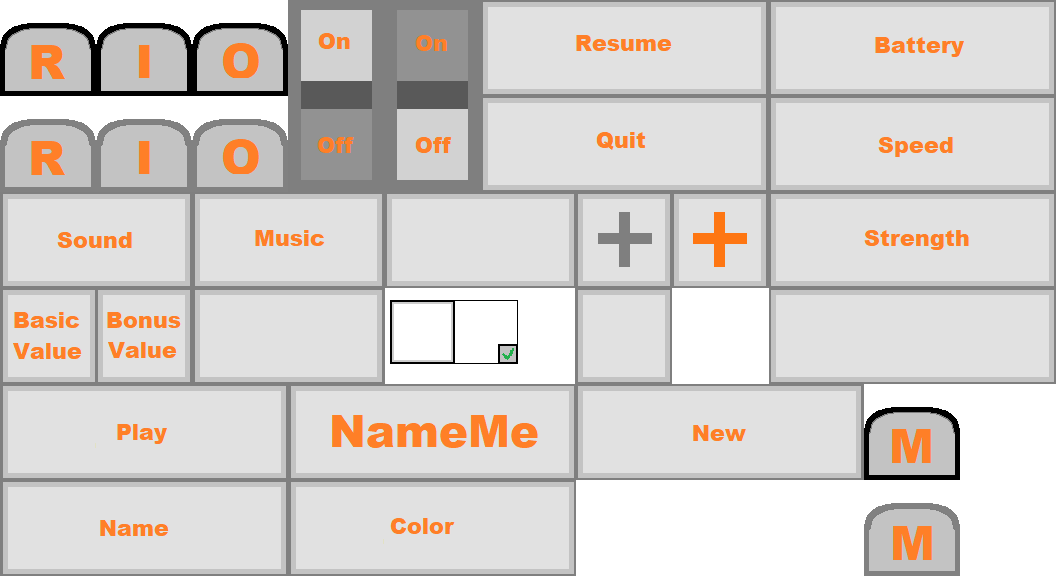 R I O
On On
Resume
Battery
R I O
Off Off
Quit
Speed
Sound
Music
Strength
Basic
Value
Bonus
Value
Play
NameMe
New
M
Name
Color
M